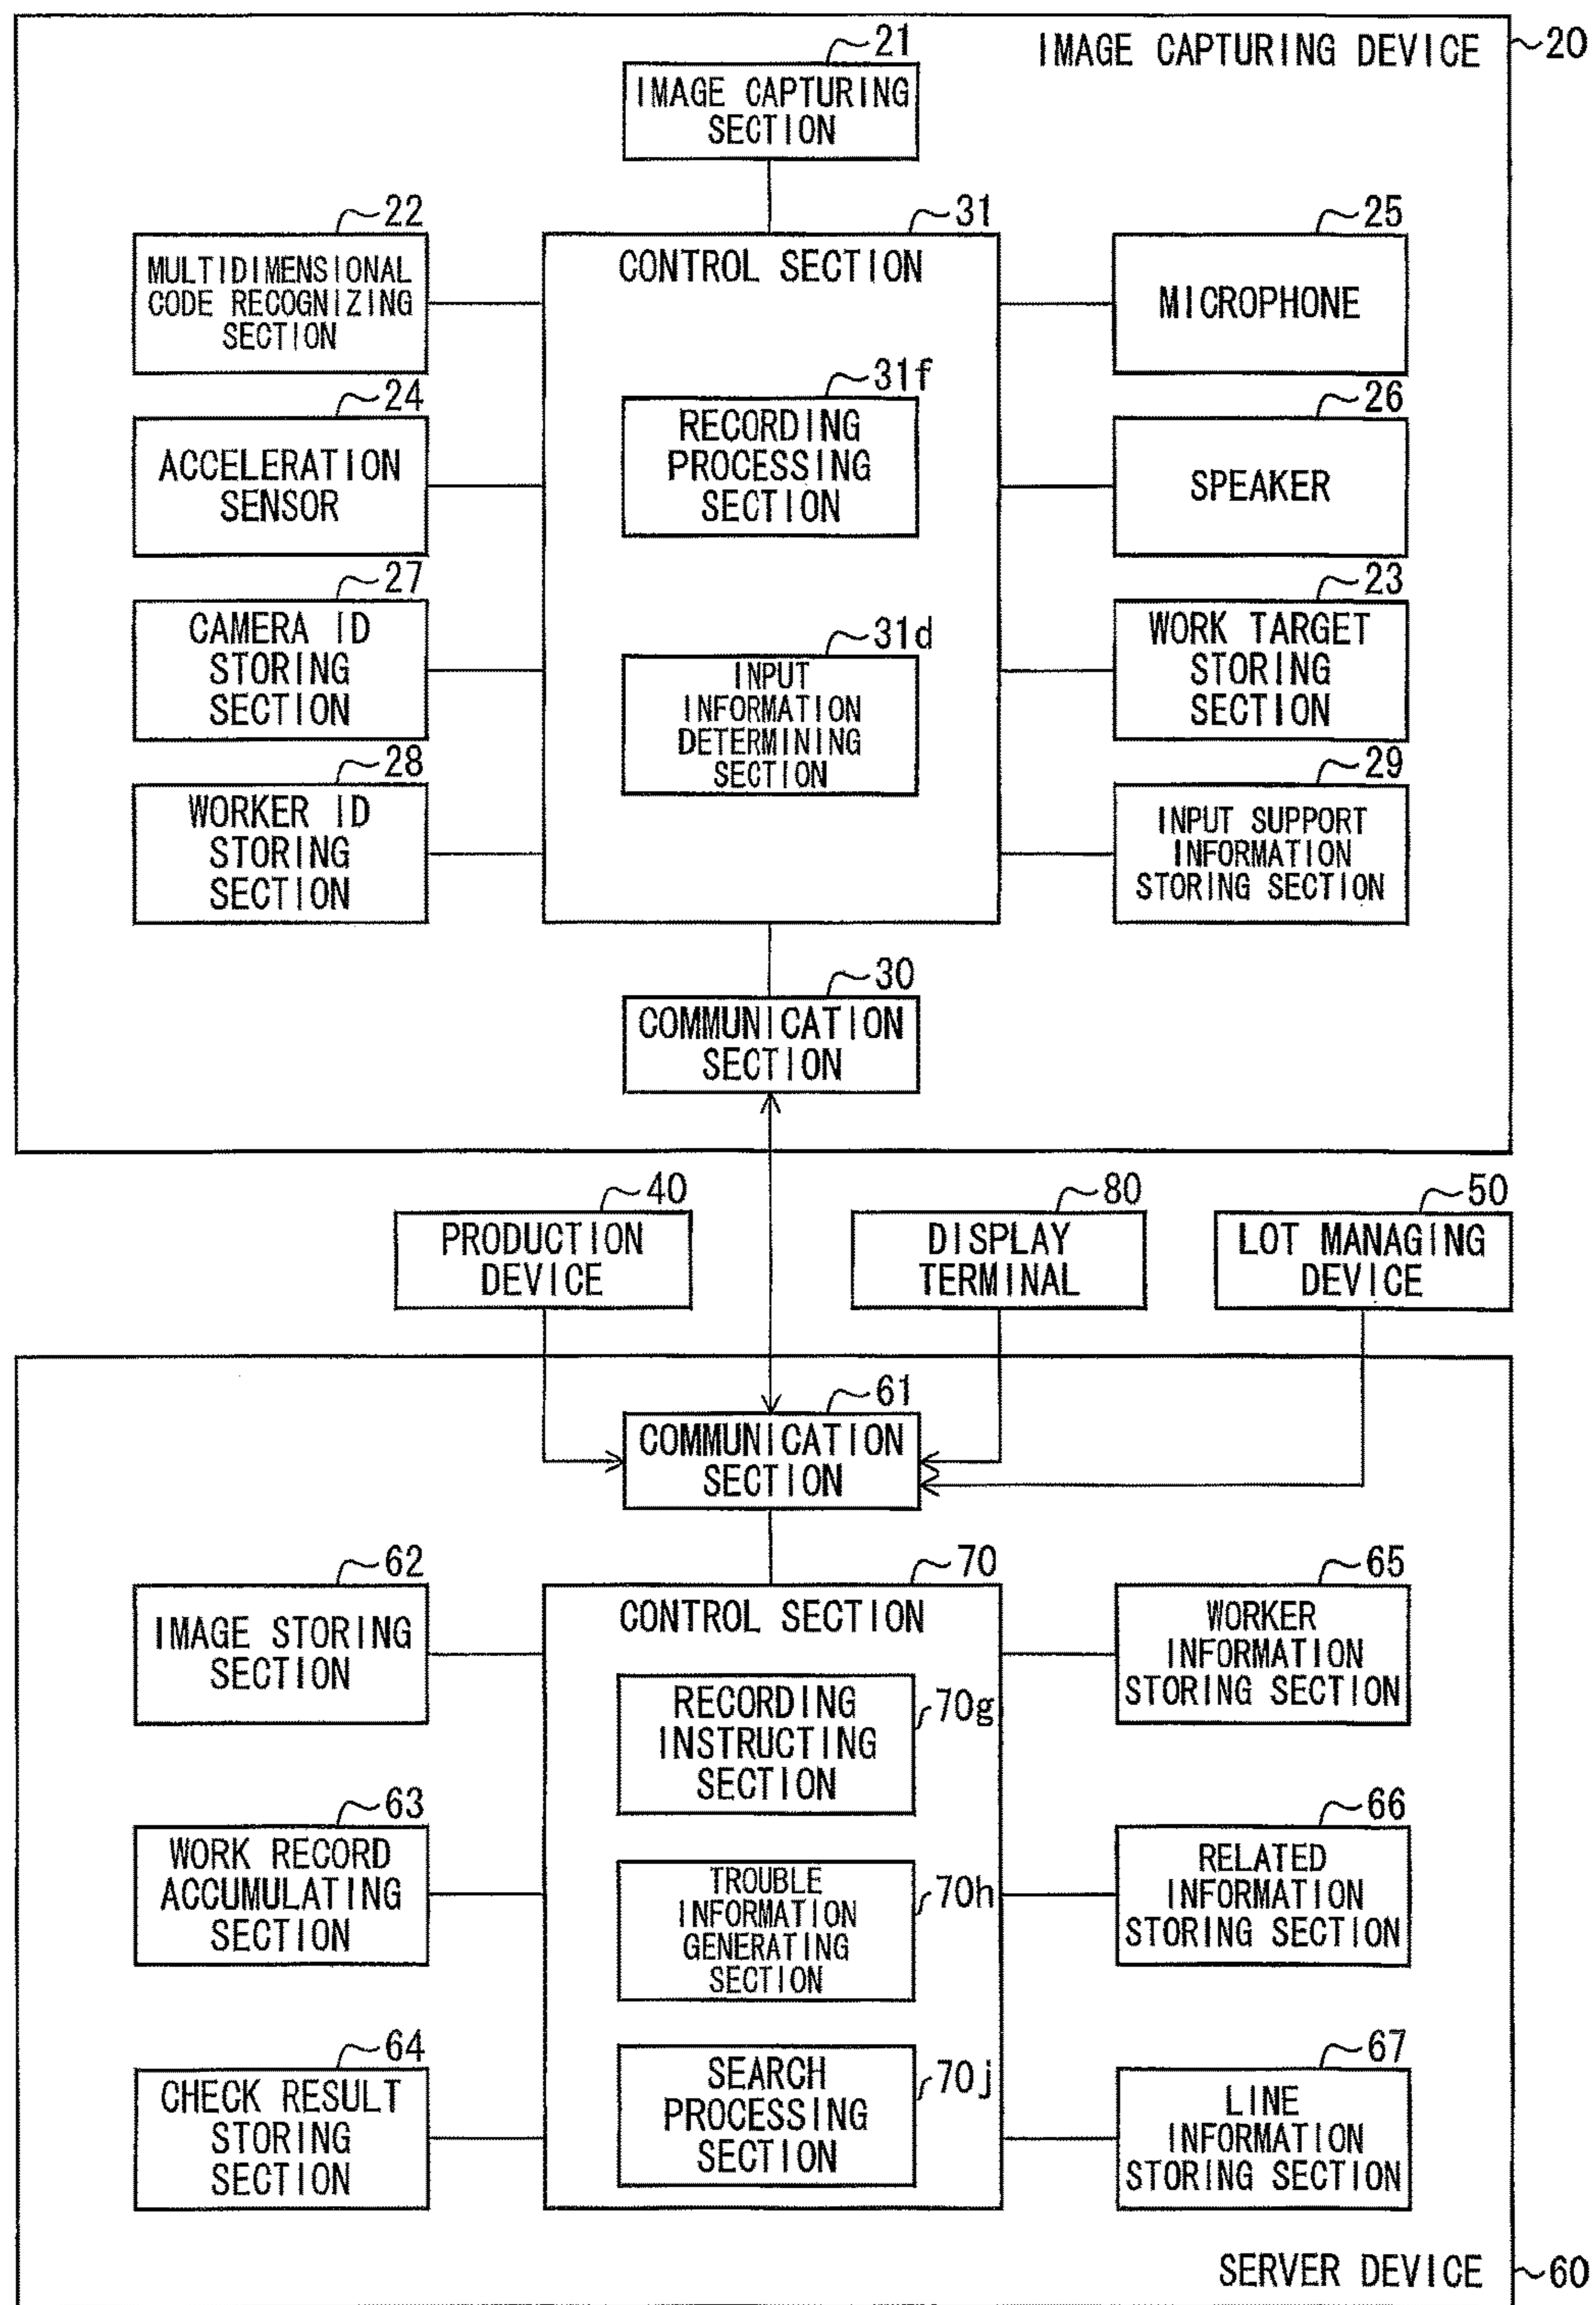 IMAGE CAPTURING DEVICE
20
21
IMAGE CAPTURING
SECTION
22
MULTIDIMENSIONAL
CODE RECOGNIZING
SECTION
31
CONTROL SECTION
25
MICROPHONE
24
ACCELERATION
SENSOR
31f
RECORDING
PROCESSING
SECTION
26
SPEAKER
27
CAMERA ID
STORING
SECTION
31d
INPUT
INFORMATION
DETERMINING
SECTION
23
WORK TARGET
STORING
SECTION
28
WORKER ID
STORING
SECTION
29
INPUT SUPPORT
INFORMATION
STORING SECTION
30
COMMUNICATION
SECTION
40
PRODUCTION
DEVICE
80
DISPLAY
TERMINAL
50
LOT MANAGING
DEVICE
61
COMMUNICATION
SECTION
62
IMAGE STORING
SECTION
70
CONTROL SECTION
65
WORKER
INFORMATION
STORING SECTION
RECORDING
INSTRUCTING
SECTION
70g
63
WORK RECORD
ACCUMULATING
SECTION
TROUBLE
INFORMATION
GENERATING
SECTION
70h
66
RELATED
INFORMATION
STORING SECTION
64
CHECK RESULT
STORING
SECTION
SEARCH
PROCESSING
SECTION
70j
67
LINE
INFORMATION
STORING SECTION
SERVER DEVICE
60